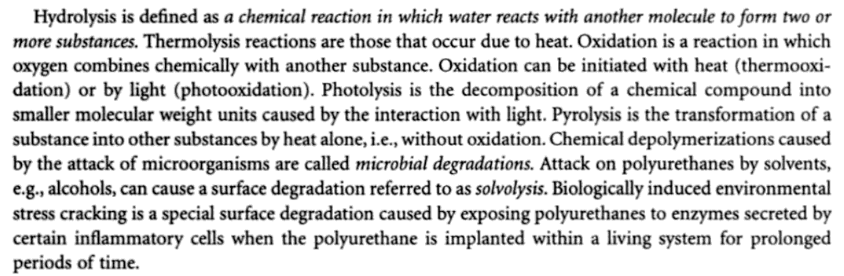 Hydrolysis is defined as a chemical reaction in which water reacts with another molecule to form two or
more substances. Thermolysis reactions are those that occur due to heat. Oxidation is a reaction in which
oxygen combines chemically with another substance. Oxidation can be initiated with heat (thermooxi-
dation) or by light (photooxidation). Photolysis is the decomposition of a chemical compound into
smaller molecular weight units caused by the interaction with light. Pyrolysis is the transformation of a
substance into other substances by heat alone, i.e., without oxidation. Chemical depolymerizations caused
by the attack of microorganisms are called microbial degradations. Attack on polyurethanes by solvents,
e.g., alcohols, can cause a surface degradation referred to as solvolysis. Biologically induced environmental
stress cracking is a special surface degradation caused by exposing polyurethanes to enzymes secreted by
certain inflammatory cells when the polyurethane is implanted within a living system for prolonged
periods of time.